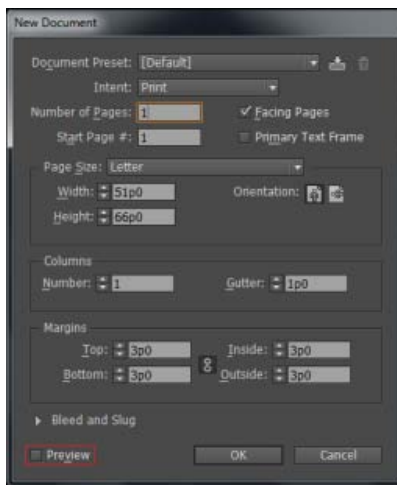 New Document
Document Preset: [Default]
Intent: Print
Number of Pages: 1 Facing Pages
Start Page #: 1 Primary Text Frame
Page Size: Letter
Width: 51p0 Orientation:
Height: 66p0
Columns
Number: 1 Gutter: 1p0
Margins
Top: 3p0 Inside: 3p0
Bottom: 3p0 Outside: 3p0
Bleed and Slug
Preview OK Cancel